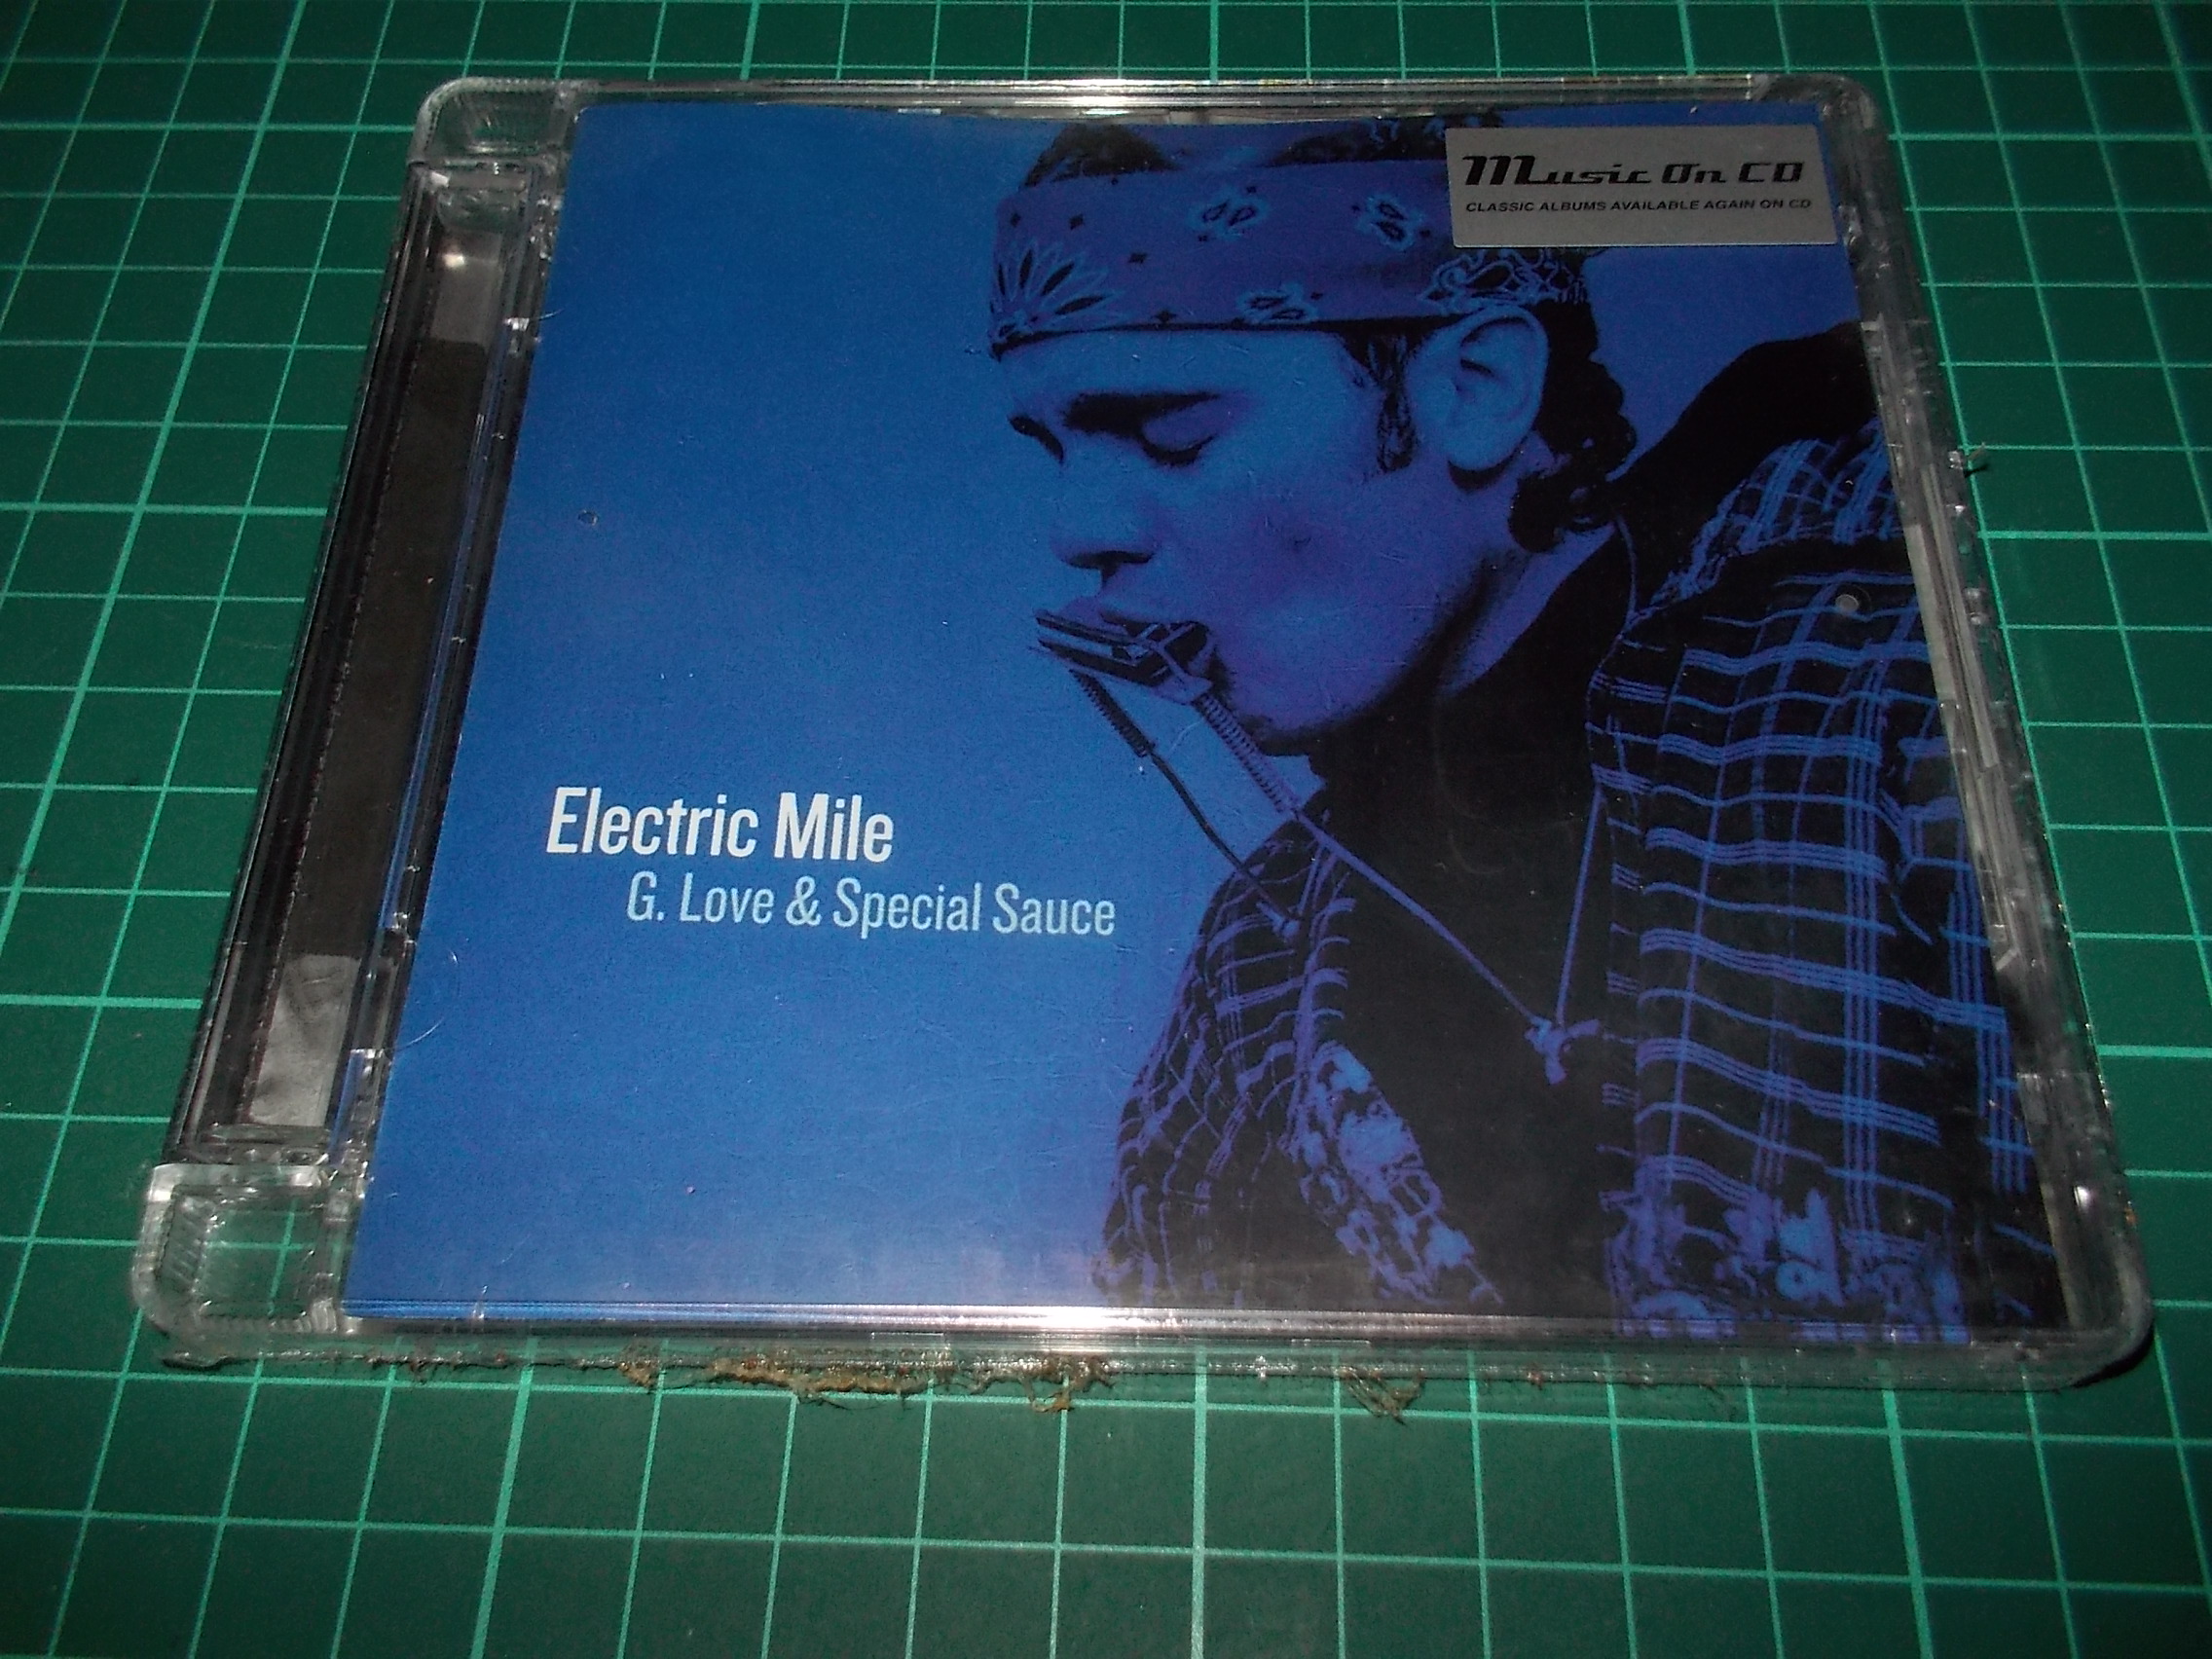 Music On CD
CLASSIC ALBUMS AVAILABLE AGAIN ON CD
Electric Mile
G. Love & Special Sauce